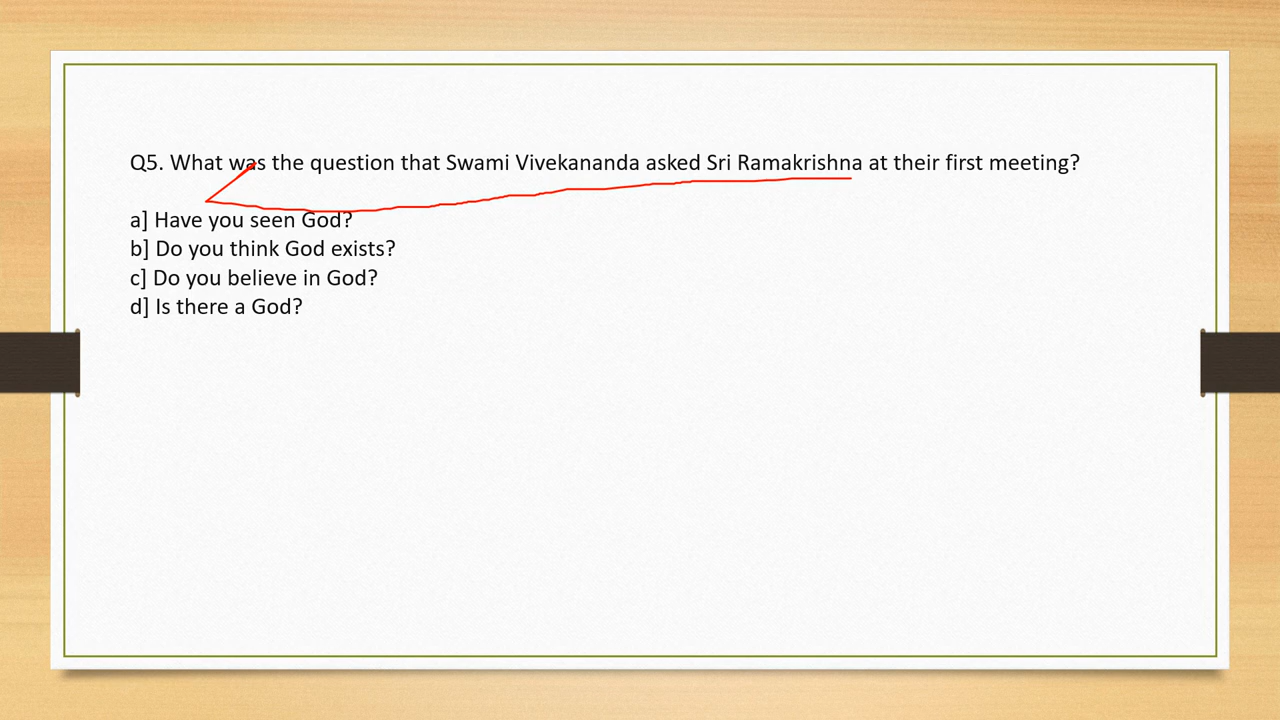 Q5. What was the question that Swami Vivekananda asked Sri Ramakrishna at their first meeting?
a] Have you seen God?
b] Do you think God exists?
c] Do you believe in God?
d] Is there a God?